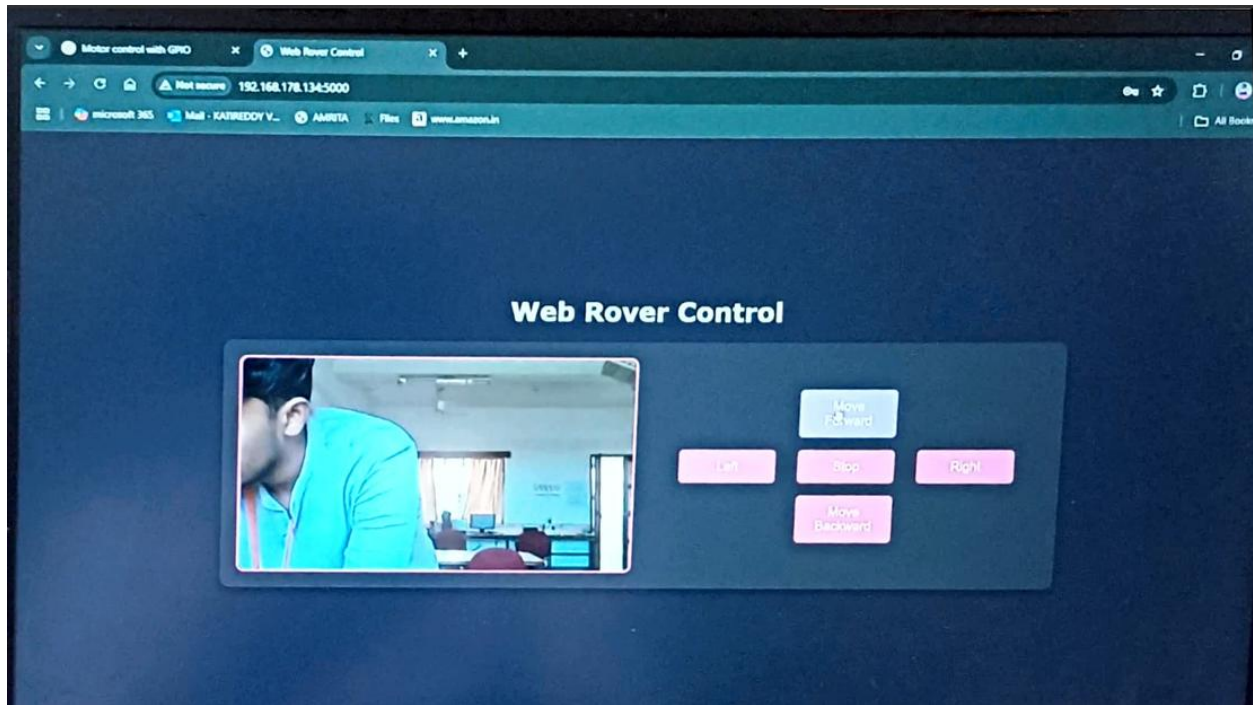 Motor control with GPIO
Web Rover Control
Not secure
192.168.178.134:5000
microsoft 365
Mail - KATIREDDY V...
AMRITA
Files
www.amazon.in
All Book
Web Rover Control
Move
Forward
Left
Stop
Right
Move
Backward